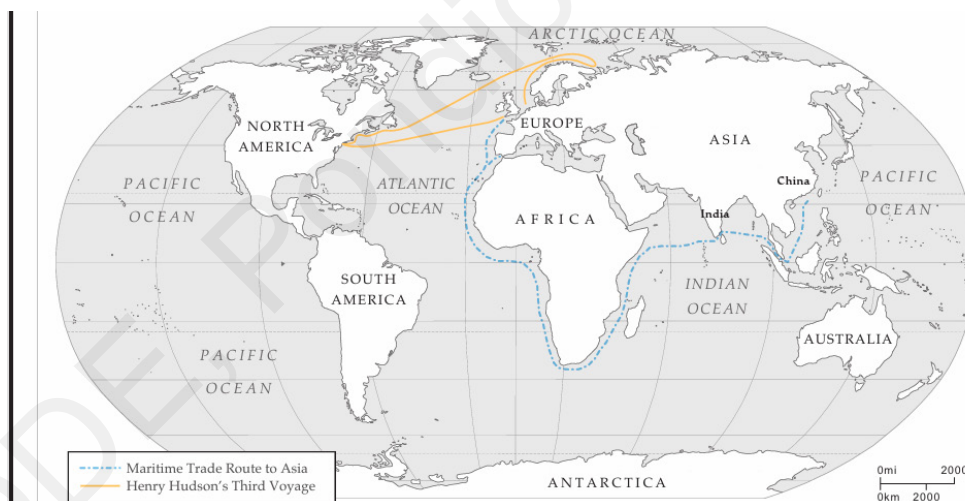 ARCTIC OCEAN
NORTH
AMERICA
EUROPE
ASIA
PACIFIC
OCEAN
ATLANTIC
OCEAN
China
PACIFIC
OCEAN
AFRICA
India
SOUTH
AMERICA
INDIAN
OCEAN
AUSTRALIA
PACIFIC
OCEAN
Maritime Trade Route to Asia
Henry Hudson's Third Voyage
ANTARCTICA
0mi 2000
0km 2000